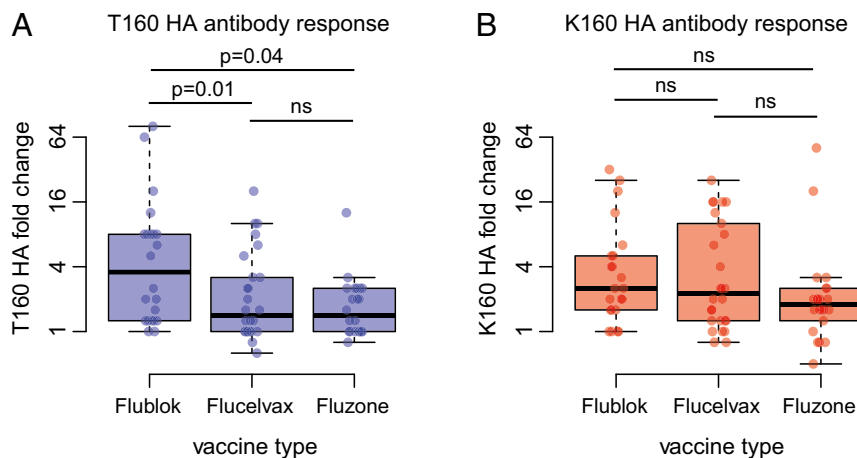 A T160 HA antibody response
p=0.04
p=0.01
ns
T160 HA fold change
64
16
4
1
Flublok Flucelvax Fluzone
vaccine type
B K160 HA antibody response
ns
ns
ns
K160 HA fold change
64
16
4
1
Flublok Flucelvax Fluzone
vaccine type